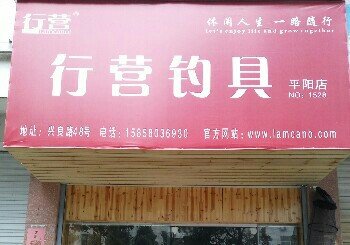 行营
休闲人生 一路随行
Let's enjoy life and grow together
行营钓具
平阳店
NO: 1528
地址：兴良路48号 电话：15858036930 官方网站：www.lamcano.com